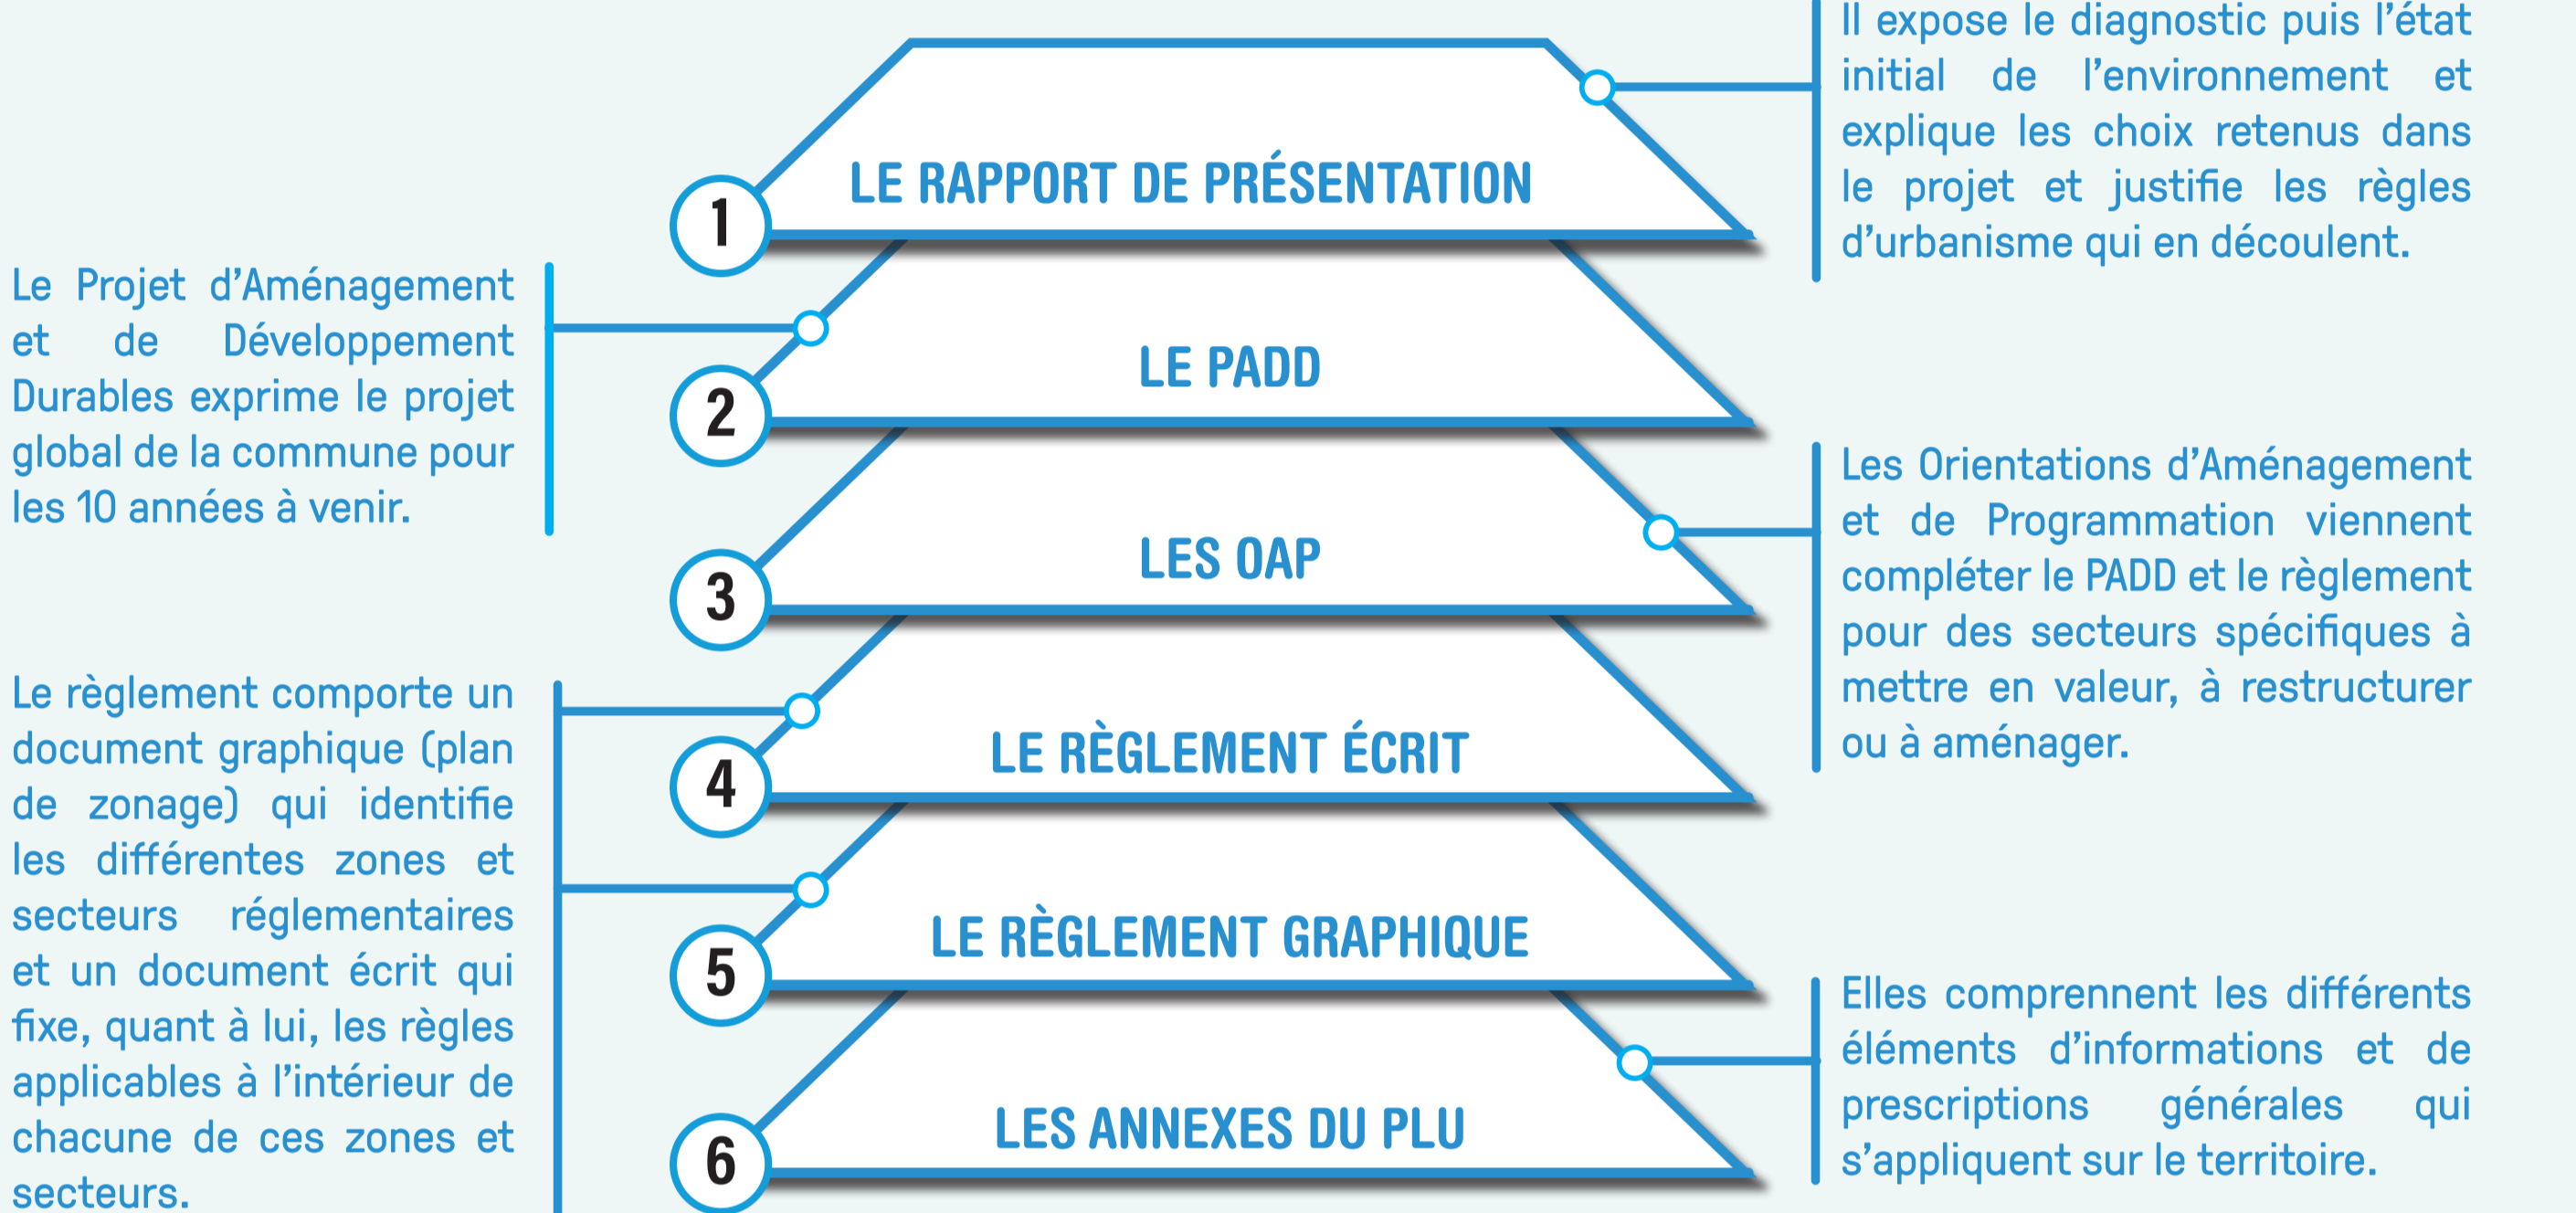 Il expose le diagnostic puis l'état
initial de l'environnement et
explique les choix retenus dans
le projet et justifie les règles
d'urbanisme qui en découlent.
1
LE RAPPORT DE PRÉSENTATION
Le Projet d'Aménagement
et de Développement
Durables exprime le projet
global de la commune pour
les 10 années à venir.
2
LE PADD
3
LES OAP
Les Orientations d'Aménagement
et de Programmation viennent
compléter le PADD et le règlement
pour des secteurs spécifiques à
mettre en valeur, à restructurer
ou à aménager.
Le règlement comporte un
document graphique (plan
de zonage) qui identifie
les différentes zones et
secteurs réglementaires
et un document écrit qui
fixe, quant à lui, les règles
applicables à l'intérieur de
chacune de ces zones et
secteurs.
4
LE RÈGLEMENT ÉCRIT
5
LE RÈGLEMENT GRAPHIQUE
6
LES ANNEXES DU PLU
Elles comprennent les différents
éléments d'informations et de
prescriptions générales qui
s'appliquent sur le territoire.